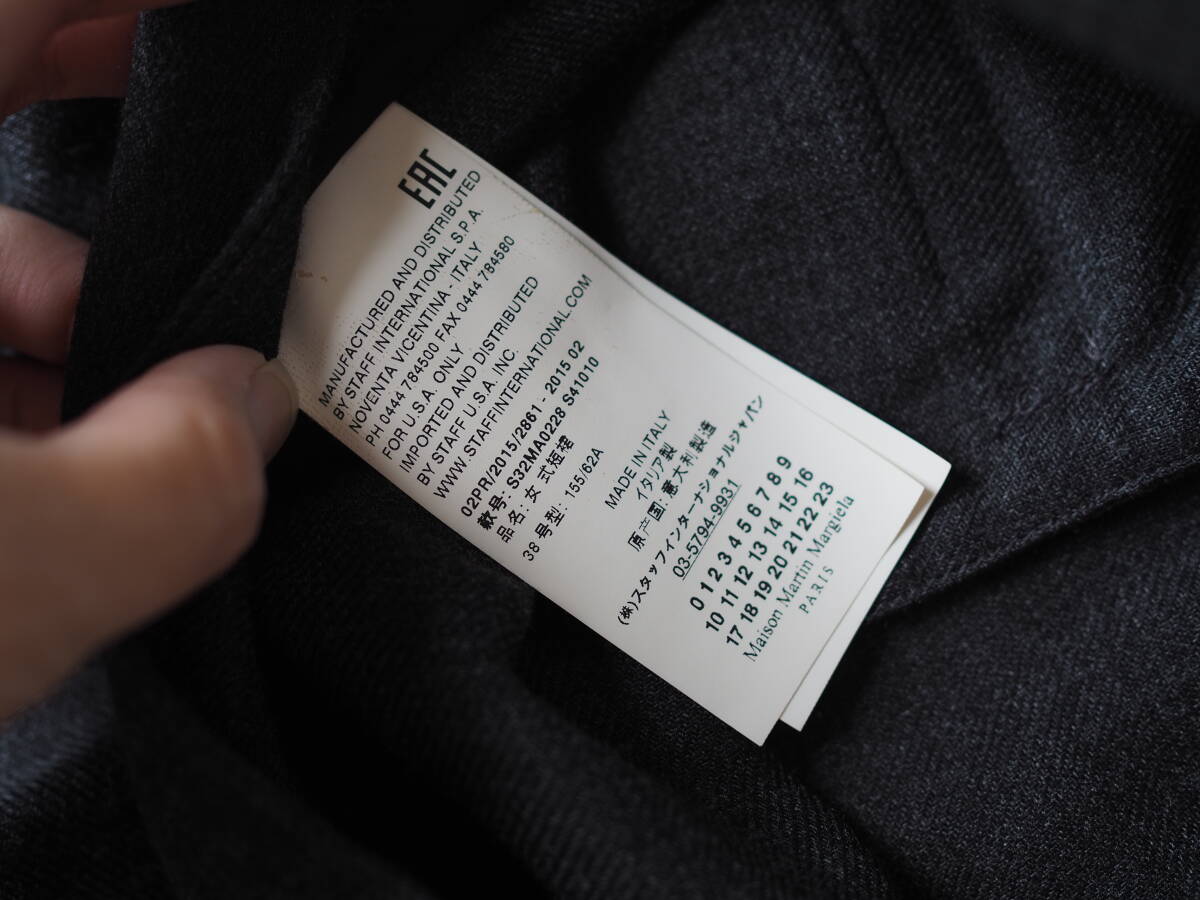 EAC
MANUFACTURED AND DISTRIBUTED
BY STAFF INTERNATIONAL S.P.A.
NOVENTA VICENTINA - ITALY
PH 0444 784500 FAX 0444 784580
FOR U.S.A. ONLY
IMPORTED AND DISTRIBUTED
BY STAFF U.S.A. INC.
WWW.STAFFINTERNATIONAL.COM
02PR/2015/2861 - 2015 02
款号: S32MA0228 S41010
品名: 女式短裙
38 号型: 155/62A
MADE IN ITALY
イタリア製
原产国: 意大利製造
(株)スタッフインターナショナルジャパン
03-5794-9931
0 1 2 3 4 5 6 7 8 9
10 11 12 13 14 15 16
17 18 19 20 21 22 23
Maison Martin Margiela
PARIS